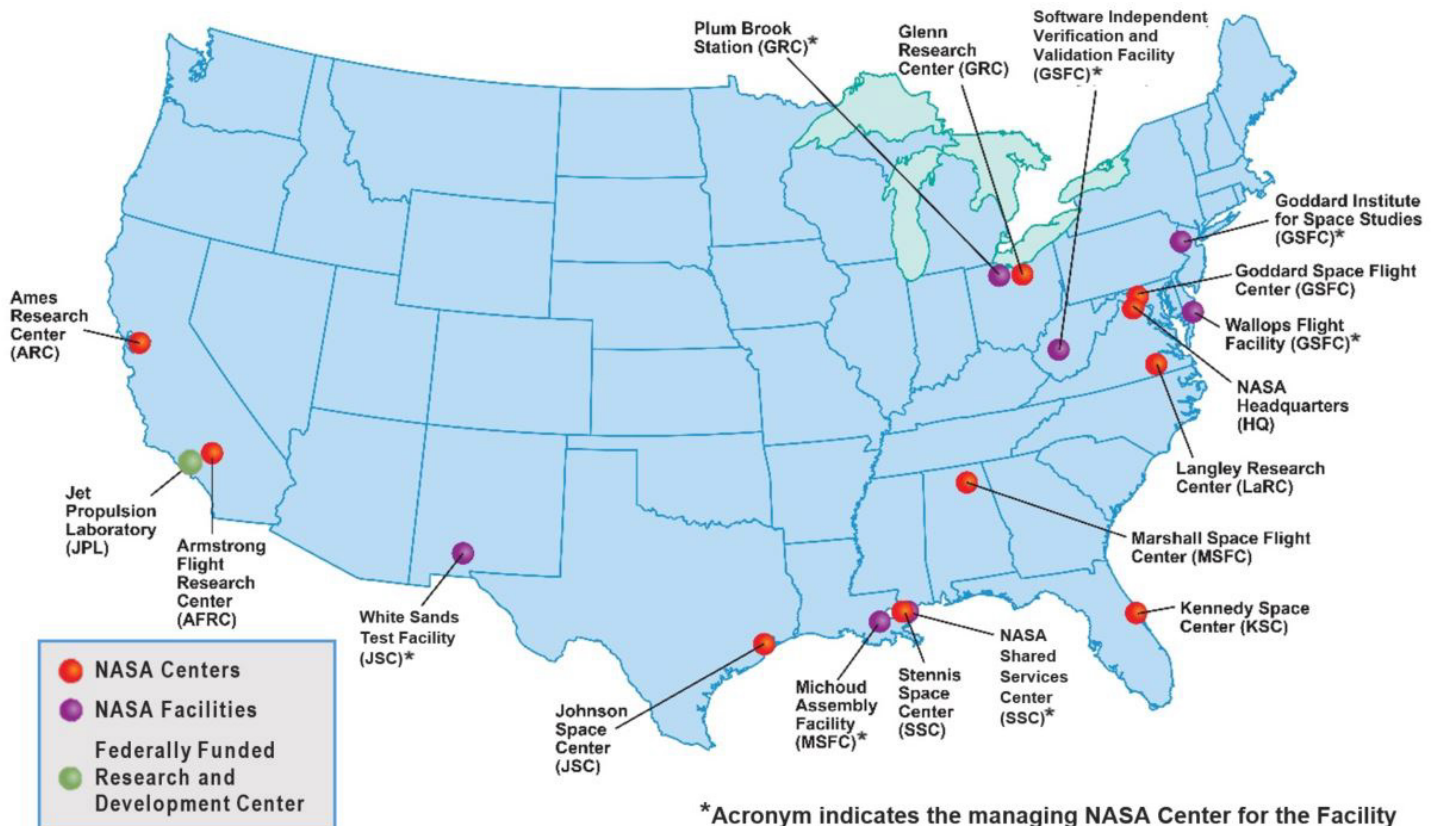 Plum Brook
Station (GRC)*
Glenn
Research
Center (GRC)
Software Independent
Verification and
Validation Facility
(GSFC)*
Goddard Institute
for Space Studies
(GSFC)*
Goddard Space Flight
Center (GSFC)
Wallops Flight
Facility (GSFC)*
NASA
Headquarters
(HQ)
Langley Research
Center (LaRC)
Marshall Space Flight
Center (MSFC)
Kennedy Space
Center (KSC)
Ames
Research
Center
(ARC)
Jet
Propulsion
Laboratory
(JPL)
Armstrong
Flight
Research
Center
(AFRC)
White Sands
Test Facility
(JSC)*
Johnson
Space
Center
(JSC)
Michoud
Assembly
Facility
(MSFC)*
Stennis
Space
Center
(SSC)
NASA
Shared
Services
Center
(SSC)*
NASA Centers
NASA Facilities
Federally Funded
Research and
Development Center
*Acronym indicates the managing NASA Center for the Facility